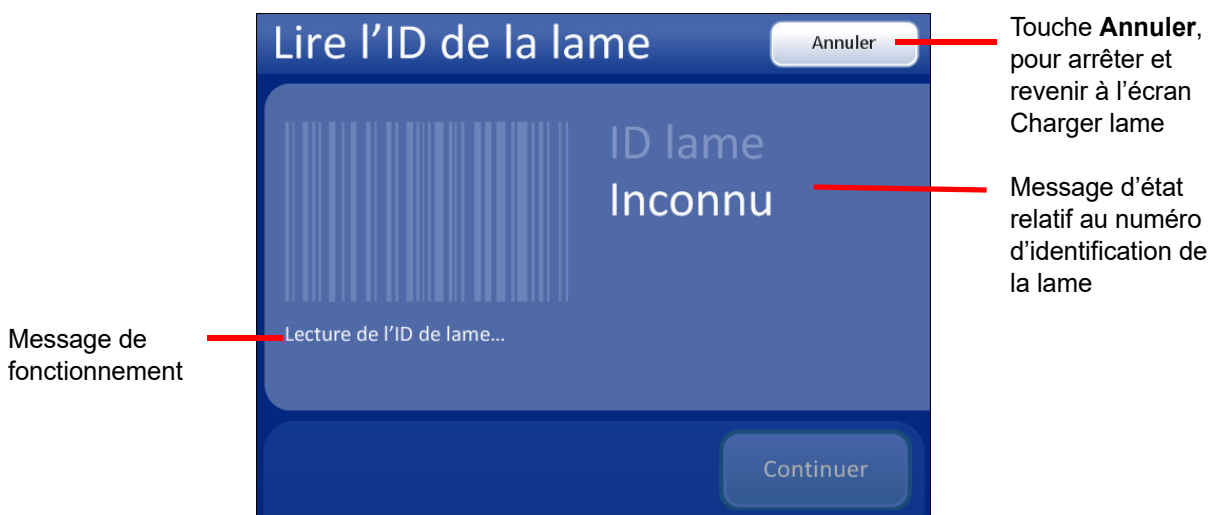 Lire l’ID de la lame
Annuler
Touche Annuler,
pour arrêter et
revenir à l’écran
Charger lame
ID lame
Inconnu
Message d’état
relatif au numéro
d’identification de
la lame
Lecture de l’ID de lame...
Message de
fonctionnement
Continuer